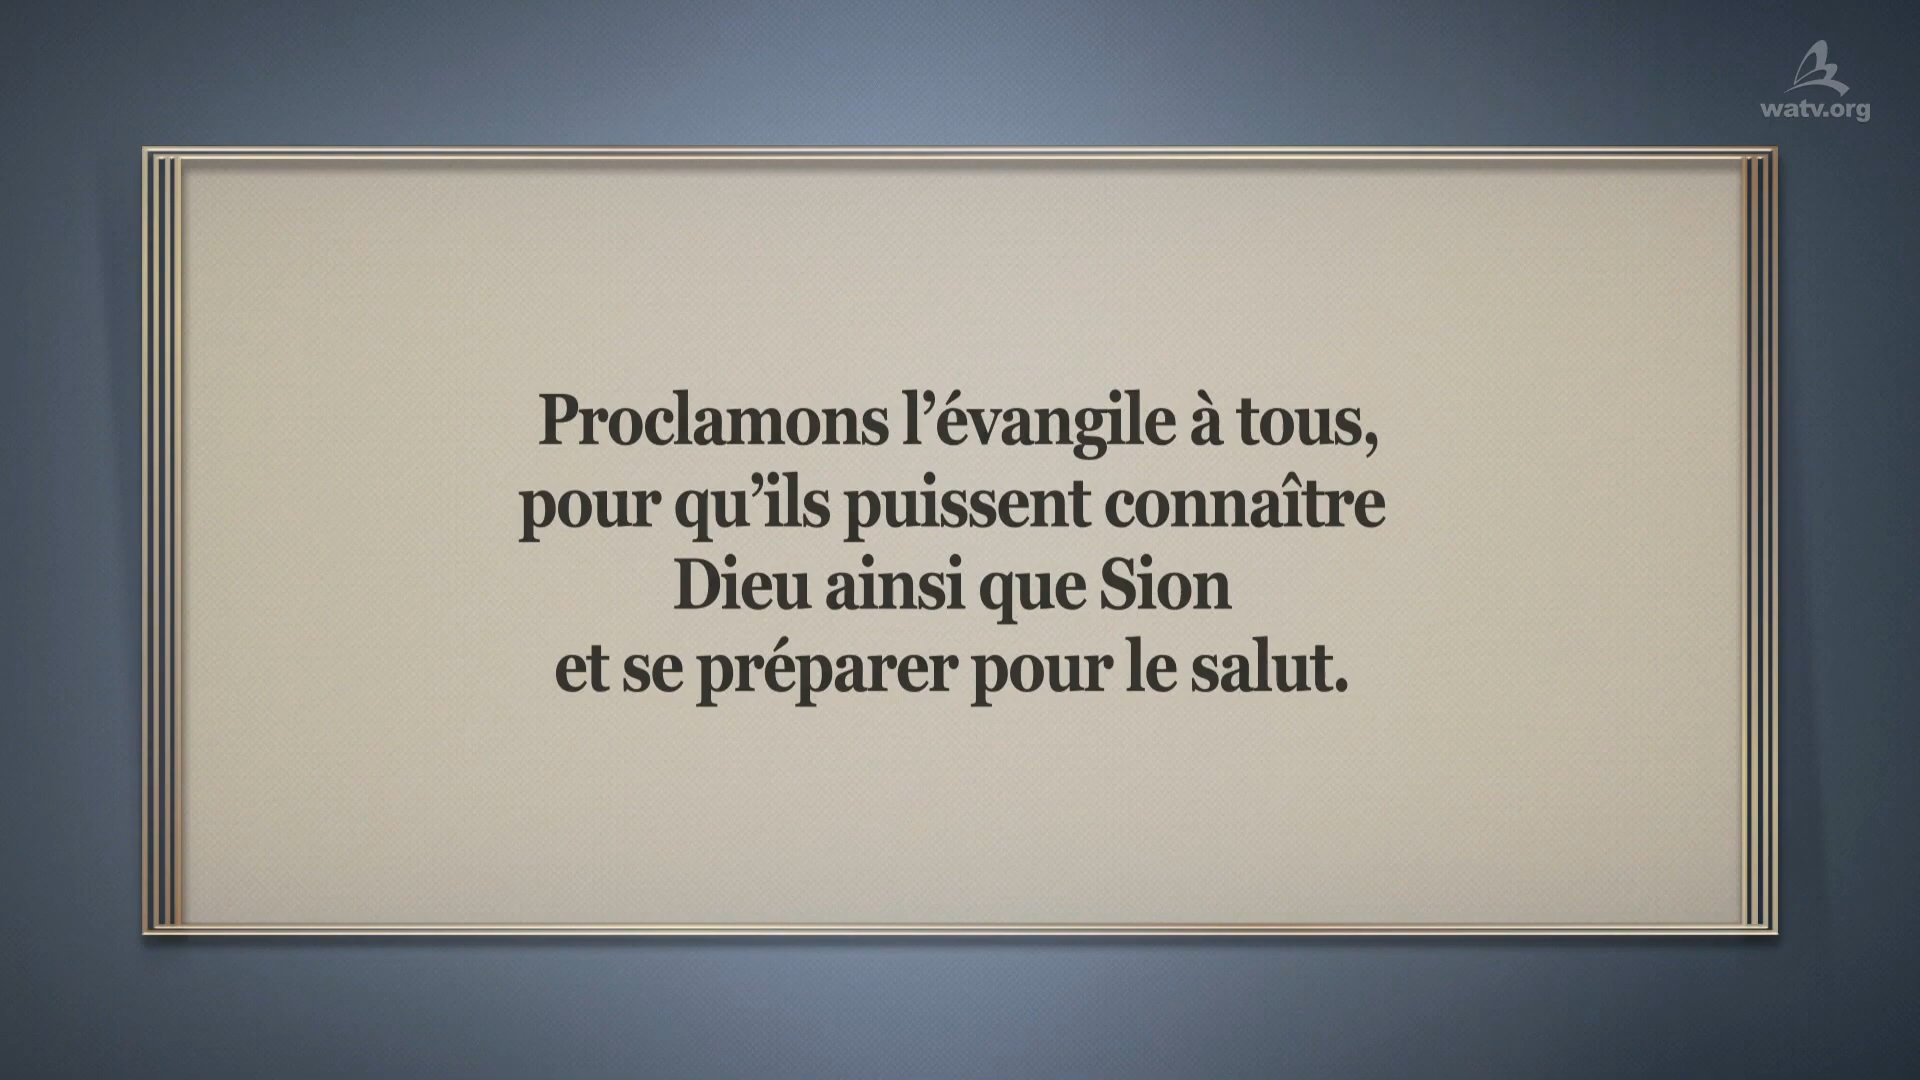 watv.org
Proclamons l’évangile à tous,
pour qu’ils puissent connaître
Dieu ainsi que Sion
et se préparer pour le salut.